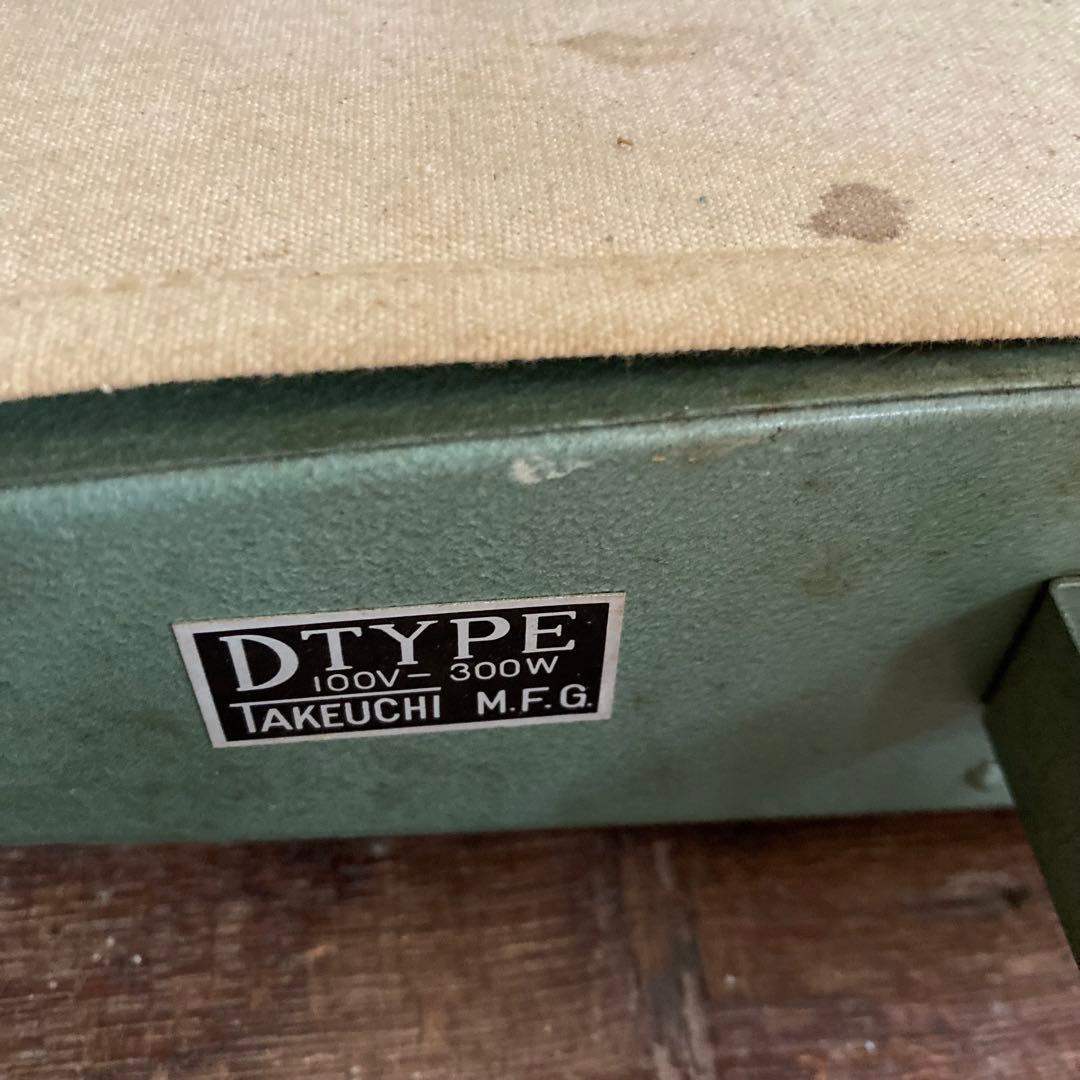 DTYPE
100V-300W
TAKEUCHI M.F.G.